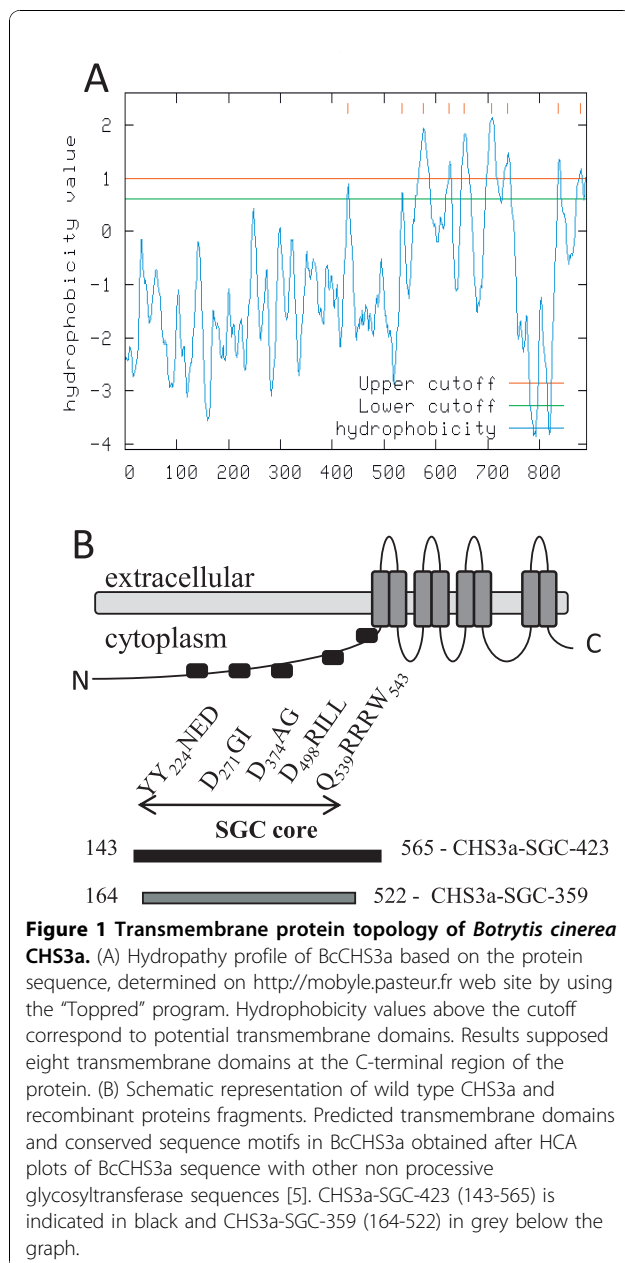 A
hydrophobicity value
2
1
0
-1
-2
-3
-4
Upper cutoff
Lower cutoff
hydrophobicity
0 100 200 300 400 500 600 700 800
B
extracellular
cytoplasm
N
C
YY224NED
D271GI
D374AG
D498RILL
Q539RRRW543
SGC core
143 565 - CHS3a-SGC-423
164 522 - CHS3a-SGC-359
Figure 1 Transmembrane protein topology of Botrytis cinerea
CHS3a. (A) Hydropathy profile of BcCHS3a based on the protein
sequence, determined on http://mobyle.pasteur.fr web site by using
the “Toppred” program. Hydrophobicity values above the cutoff
correspond to potential transmembrane domains. Results supposed
eight transmembrane domains at the C-terminal region of the
protein. (B) Schematic representation of wild type CHS3a and
recombinant proteins fragments. Predicted transmembrane domains
and conserved sequence motifs in BcCHS3a obtained after HCA
plots of BcCHS3a sequence with other non processive
glycosyltransferase sequences [5]. CHS3a-SGC-423 (143-565) is
indicated in black and CHS3a-SGC-359 (164-522) in grey below the
graph.